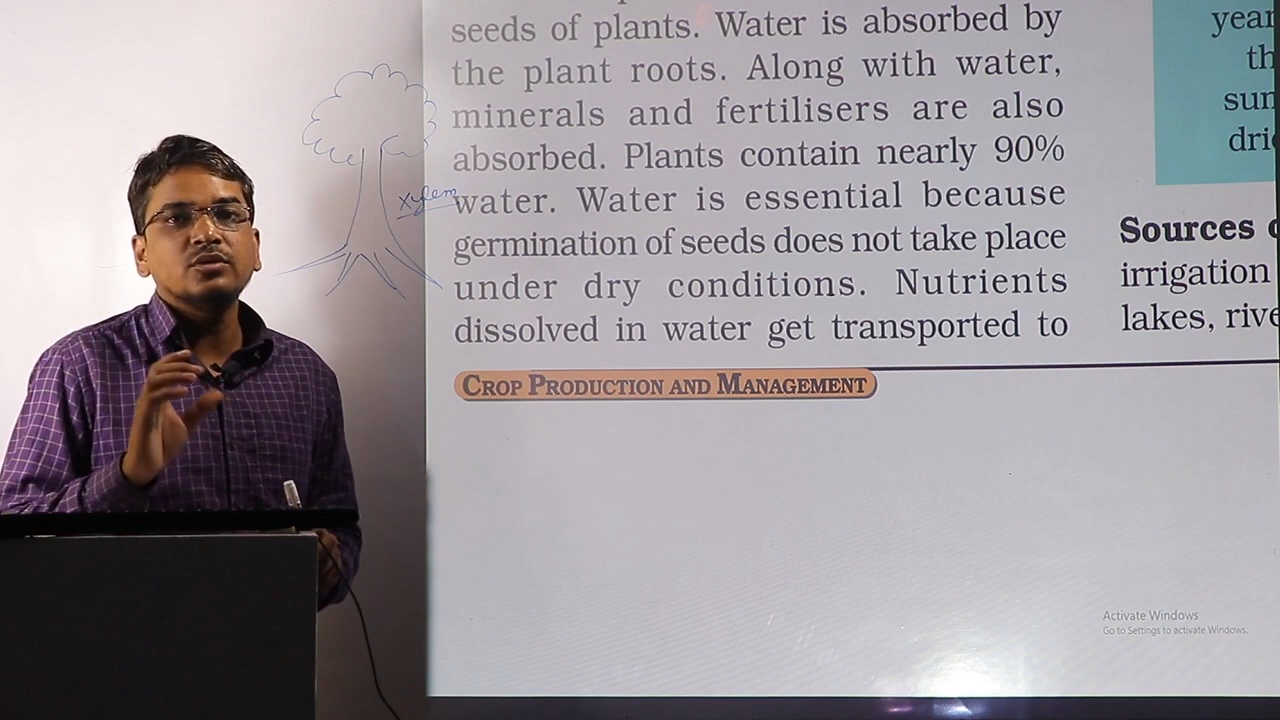 seeds of plants. Water is absorbed by
the plant roots. Along with water,
minerals and fertilisers are also
absorbed. Plants contain nearly 90%
water. Water is essential because
germination of seeds does not take place
under dry conditions. Nutrients
dissolved in water get transported to
CROP PRODUCTION AND MANAGEMENT
xylem
year
th
sun
drie
Sources o
irrigation
lakes, rive
Activate Windows
Go to Settings to activate Windows.